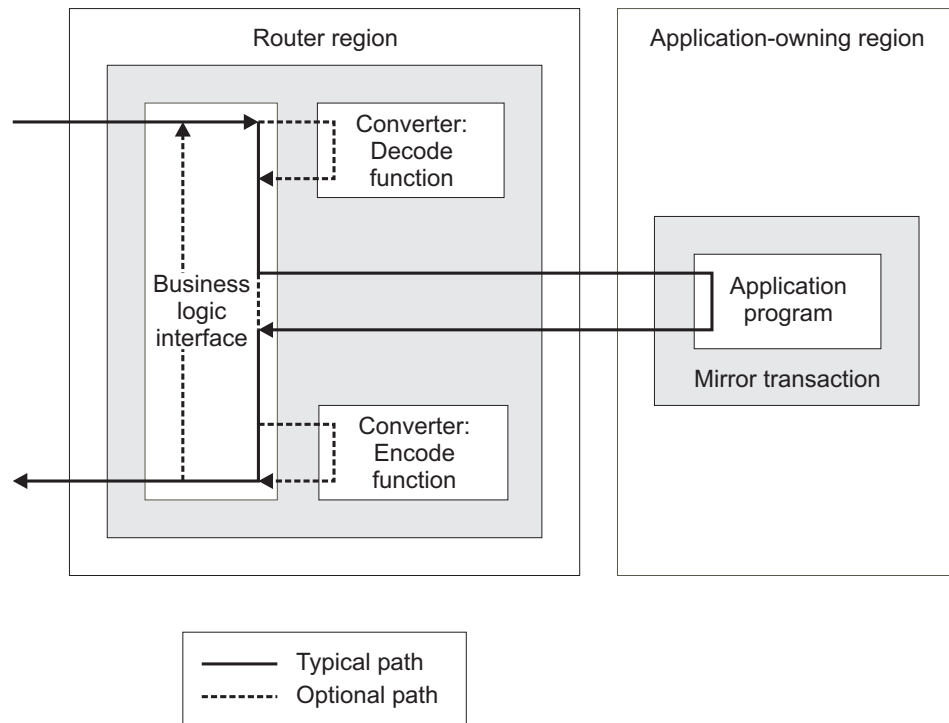 Router region
Application-owning region
Converter:
Decode
function
Business
logic
interface
Application
program
Mirror transaction
Converter:
Encode
function
Typical path
Optional path